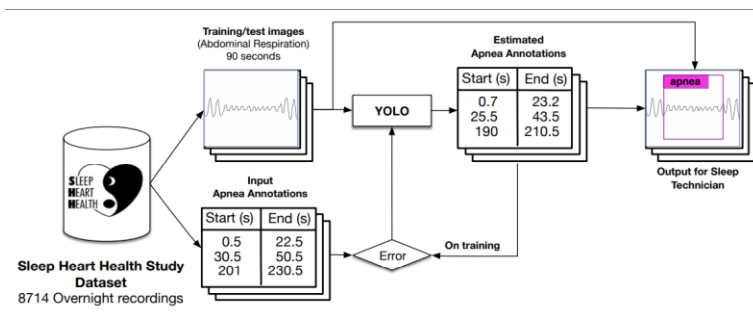 Training/test images
(Abdominal Respiration)
90 seconds
YOLO
Estimated
Apnea Annotations
Start (s) End (s)
0.7 23.2
25.5 43.5
190 210.5
apnea
Output for Sleep
Technician
SLEEP
HEART
HEALTH
Sleep Heart Health Study
Dataset
8714 Overnight recordings
Input
Apnea Annotations
Start (s) End (s)
0.5 22.5
30.5 50.5
201 230.5
Error
On training